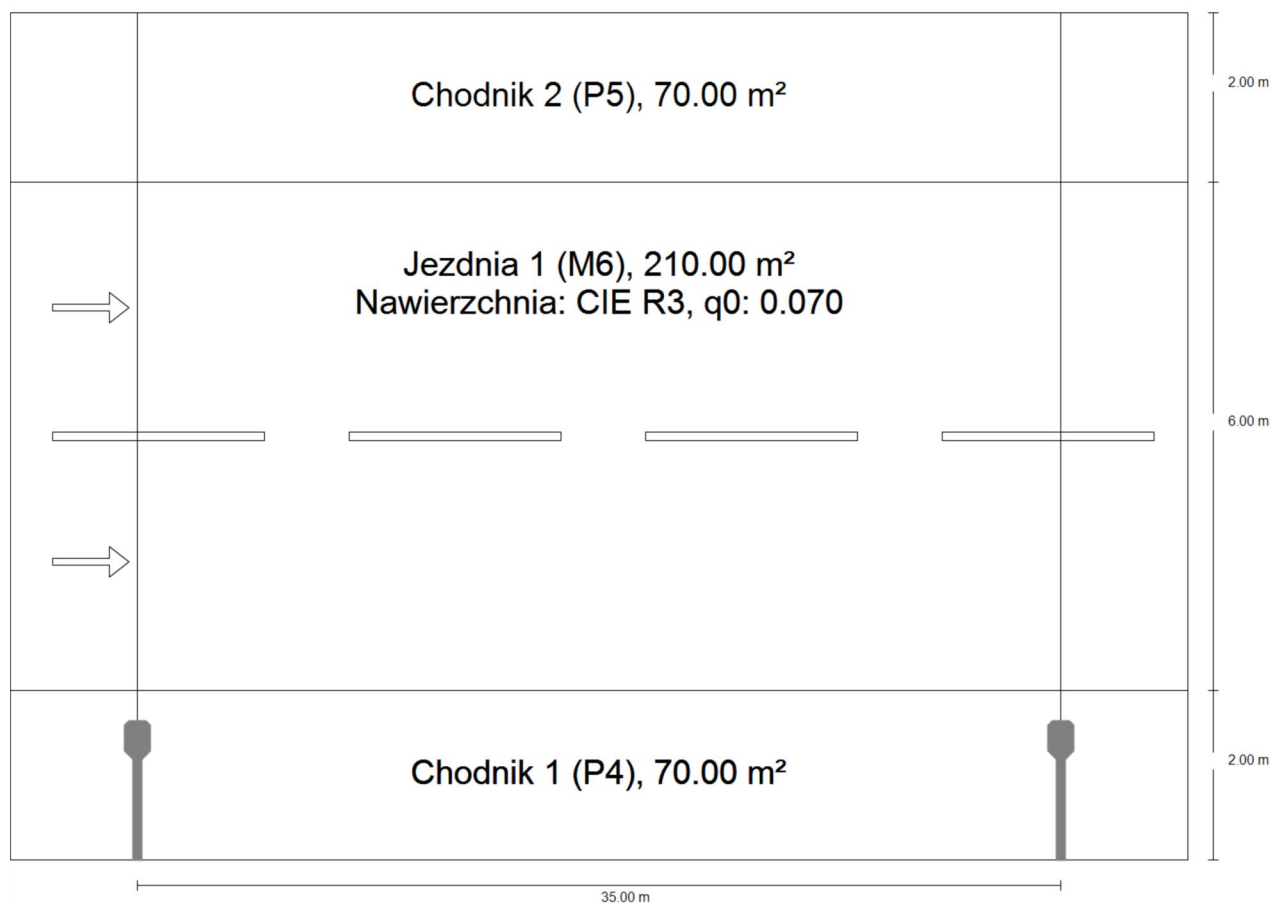 Chodnik 2 (P5), 70.00 m²
2.00 m
Jezdnia 1 (M6), 210.00 m²
Nawierzchnia: CIE R3, q0: 0.070
6.00 m
Chodnik 1 (P4), 70.00 m²
2.00 m
35.00 m